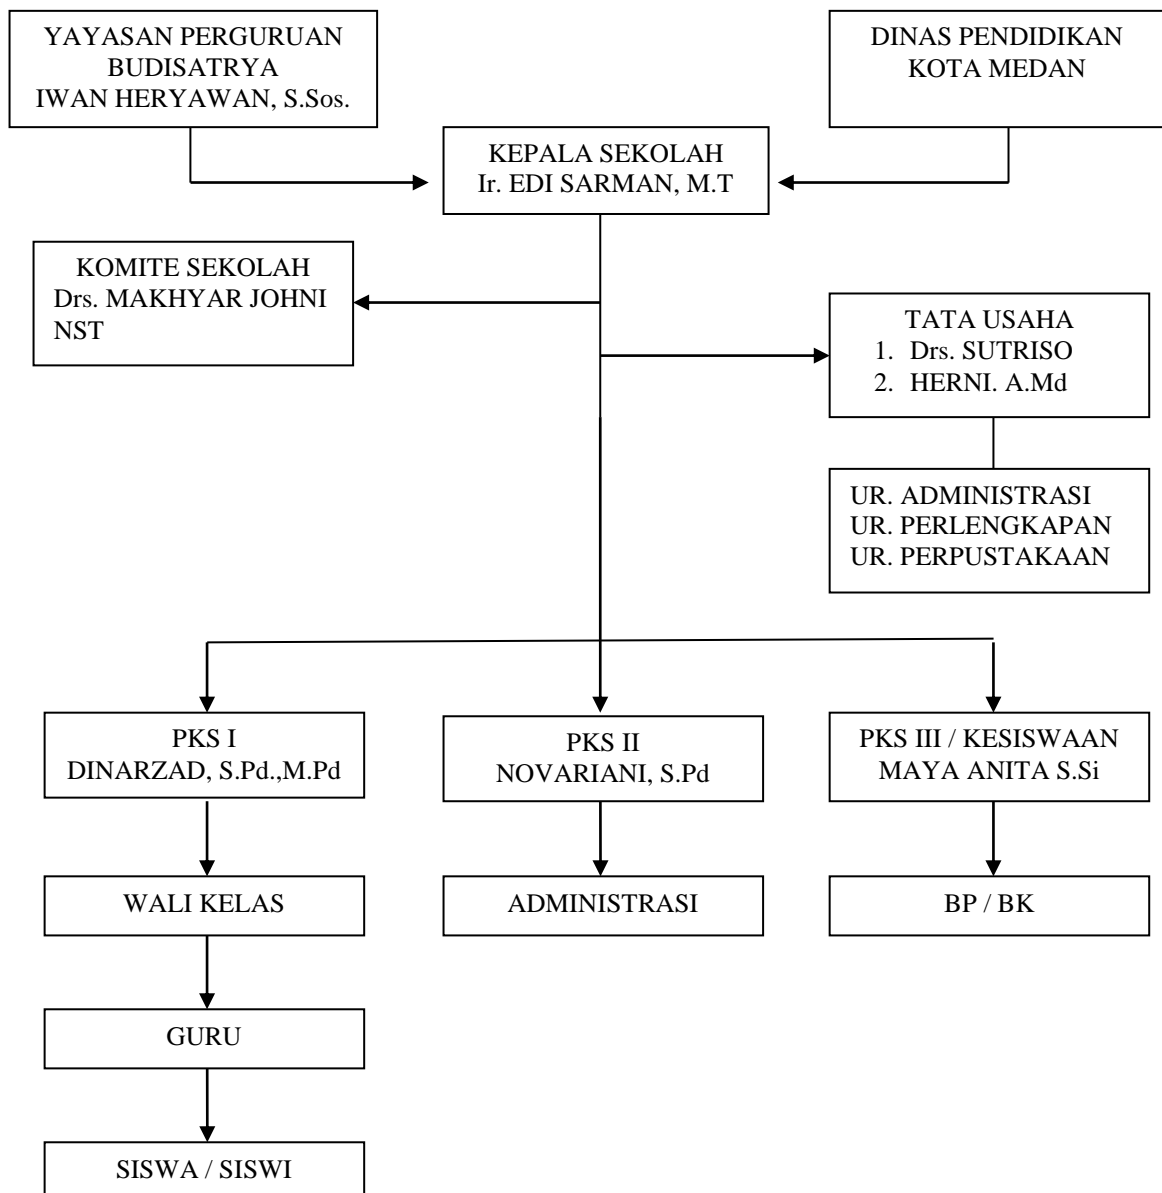 YAYASAN PERGURUAN
BUDISATRYA
IWAN HERYAWAN, S.Sos.
DINAS PENDIDIKAN
KOTA MEDAN
KEPALA SEKOLAH
Ir. EDI SARMAN, M.T
KOMITE SEKOLAH
Drs. MAKHYAR JOHNI
NST
TATA USAHA
1. Drs. SUTRISO
2. HERNI. A.Md
UR. ADMINISTRASI
UR. PERLENGKAPAN
UR. PERPUSTAKAAN
PKS I
DINARZAD, S.Pd.,M.Pd
PKS II
NOVARIANI, S.Pd
PKS III / KESISWAAN
MAYA ANITA S.Si
WALI KELAS
ADMINISTRASI
BP / BK
GURU
SISWA / SISWI